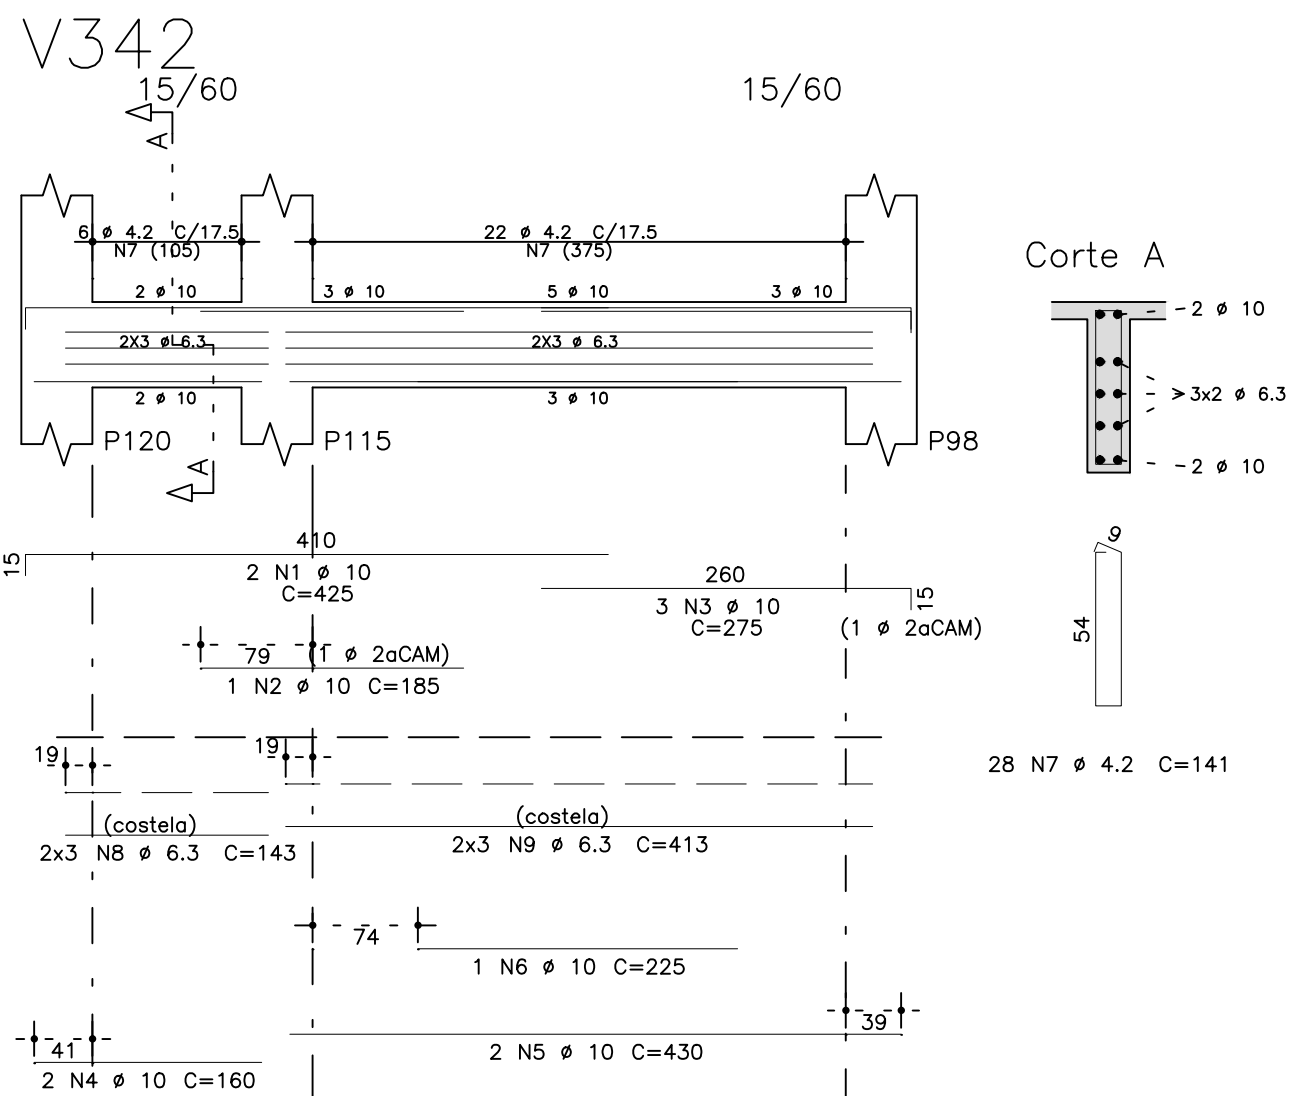 V342
15/60
15/60
A
6 ø 4.2 C/17.5
22 ø 4.2 C/17.5
N7 (105)
N7 (375)
Corte A
2 ø 10
3 ø 10
5 ø 10
3 ø 10
2 ø 10
2X3 ø 6.3
2X3 ø 6.3
3x2 ø 6.3
2 ø 10
3 ø 10
P120
P115
P98
A
2 ø 10
410
15
2 N1 ø 10
C=425
260
15
3 N3 ø 10
C=275
(1 ø 2aCAM)
9
54
79
(1 ø 2aCAM)
1 N2 ø 10 C=185
19
19
28 N7 ø 4.2 C=141
(costela)
2x3 N8 ø 6.3 C=143
(costela)
2x3 N9 ø 6.3 C=413
74
1 N6 ø 10 C=225
39
2 N5 ø 10 C=430
41
2 N4 ø 10 C=160